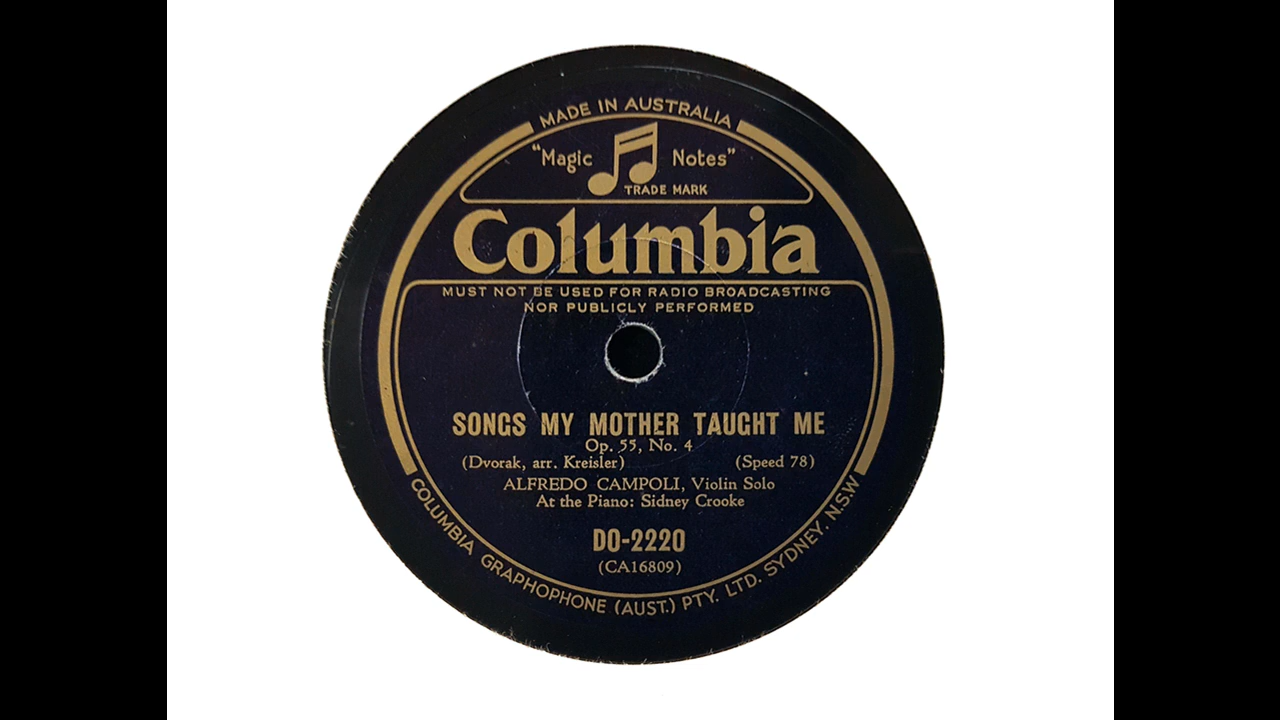 MADE IN AUSTRALIA
"Magic Notes"
TRADE MARK
Columbia
MUST NOT BE USED FOR RADIO BROADCASTING
NOR PUBLICLY PERFORMED
SONGS MY MOTHER TAUGHT ME
Op. 55, No. 4
(Dvorak, arr. Kreisler) (Speed 78)
ALFREDO CAMPOLI, Violin Solo
At the Piano: Sidney Crooke
DO-2220
(CA16809)
COLUMBIA GRAPHOPHONE (AUST.) PTY. LTD. SYDNEY. N.S.W